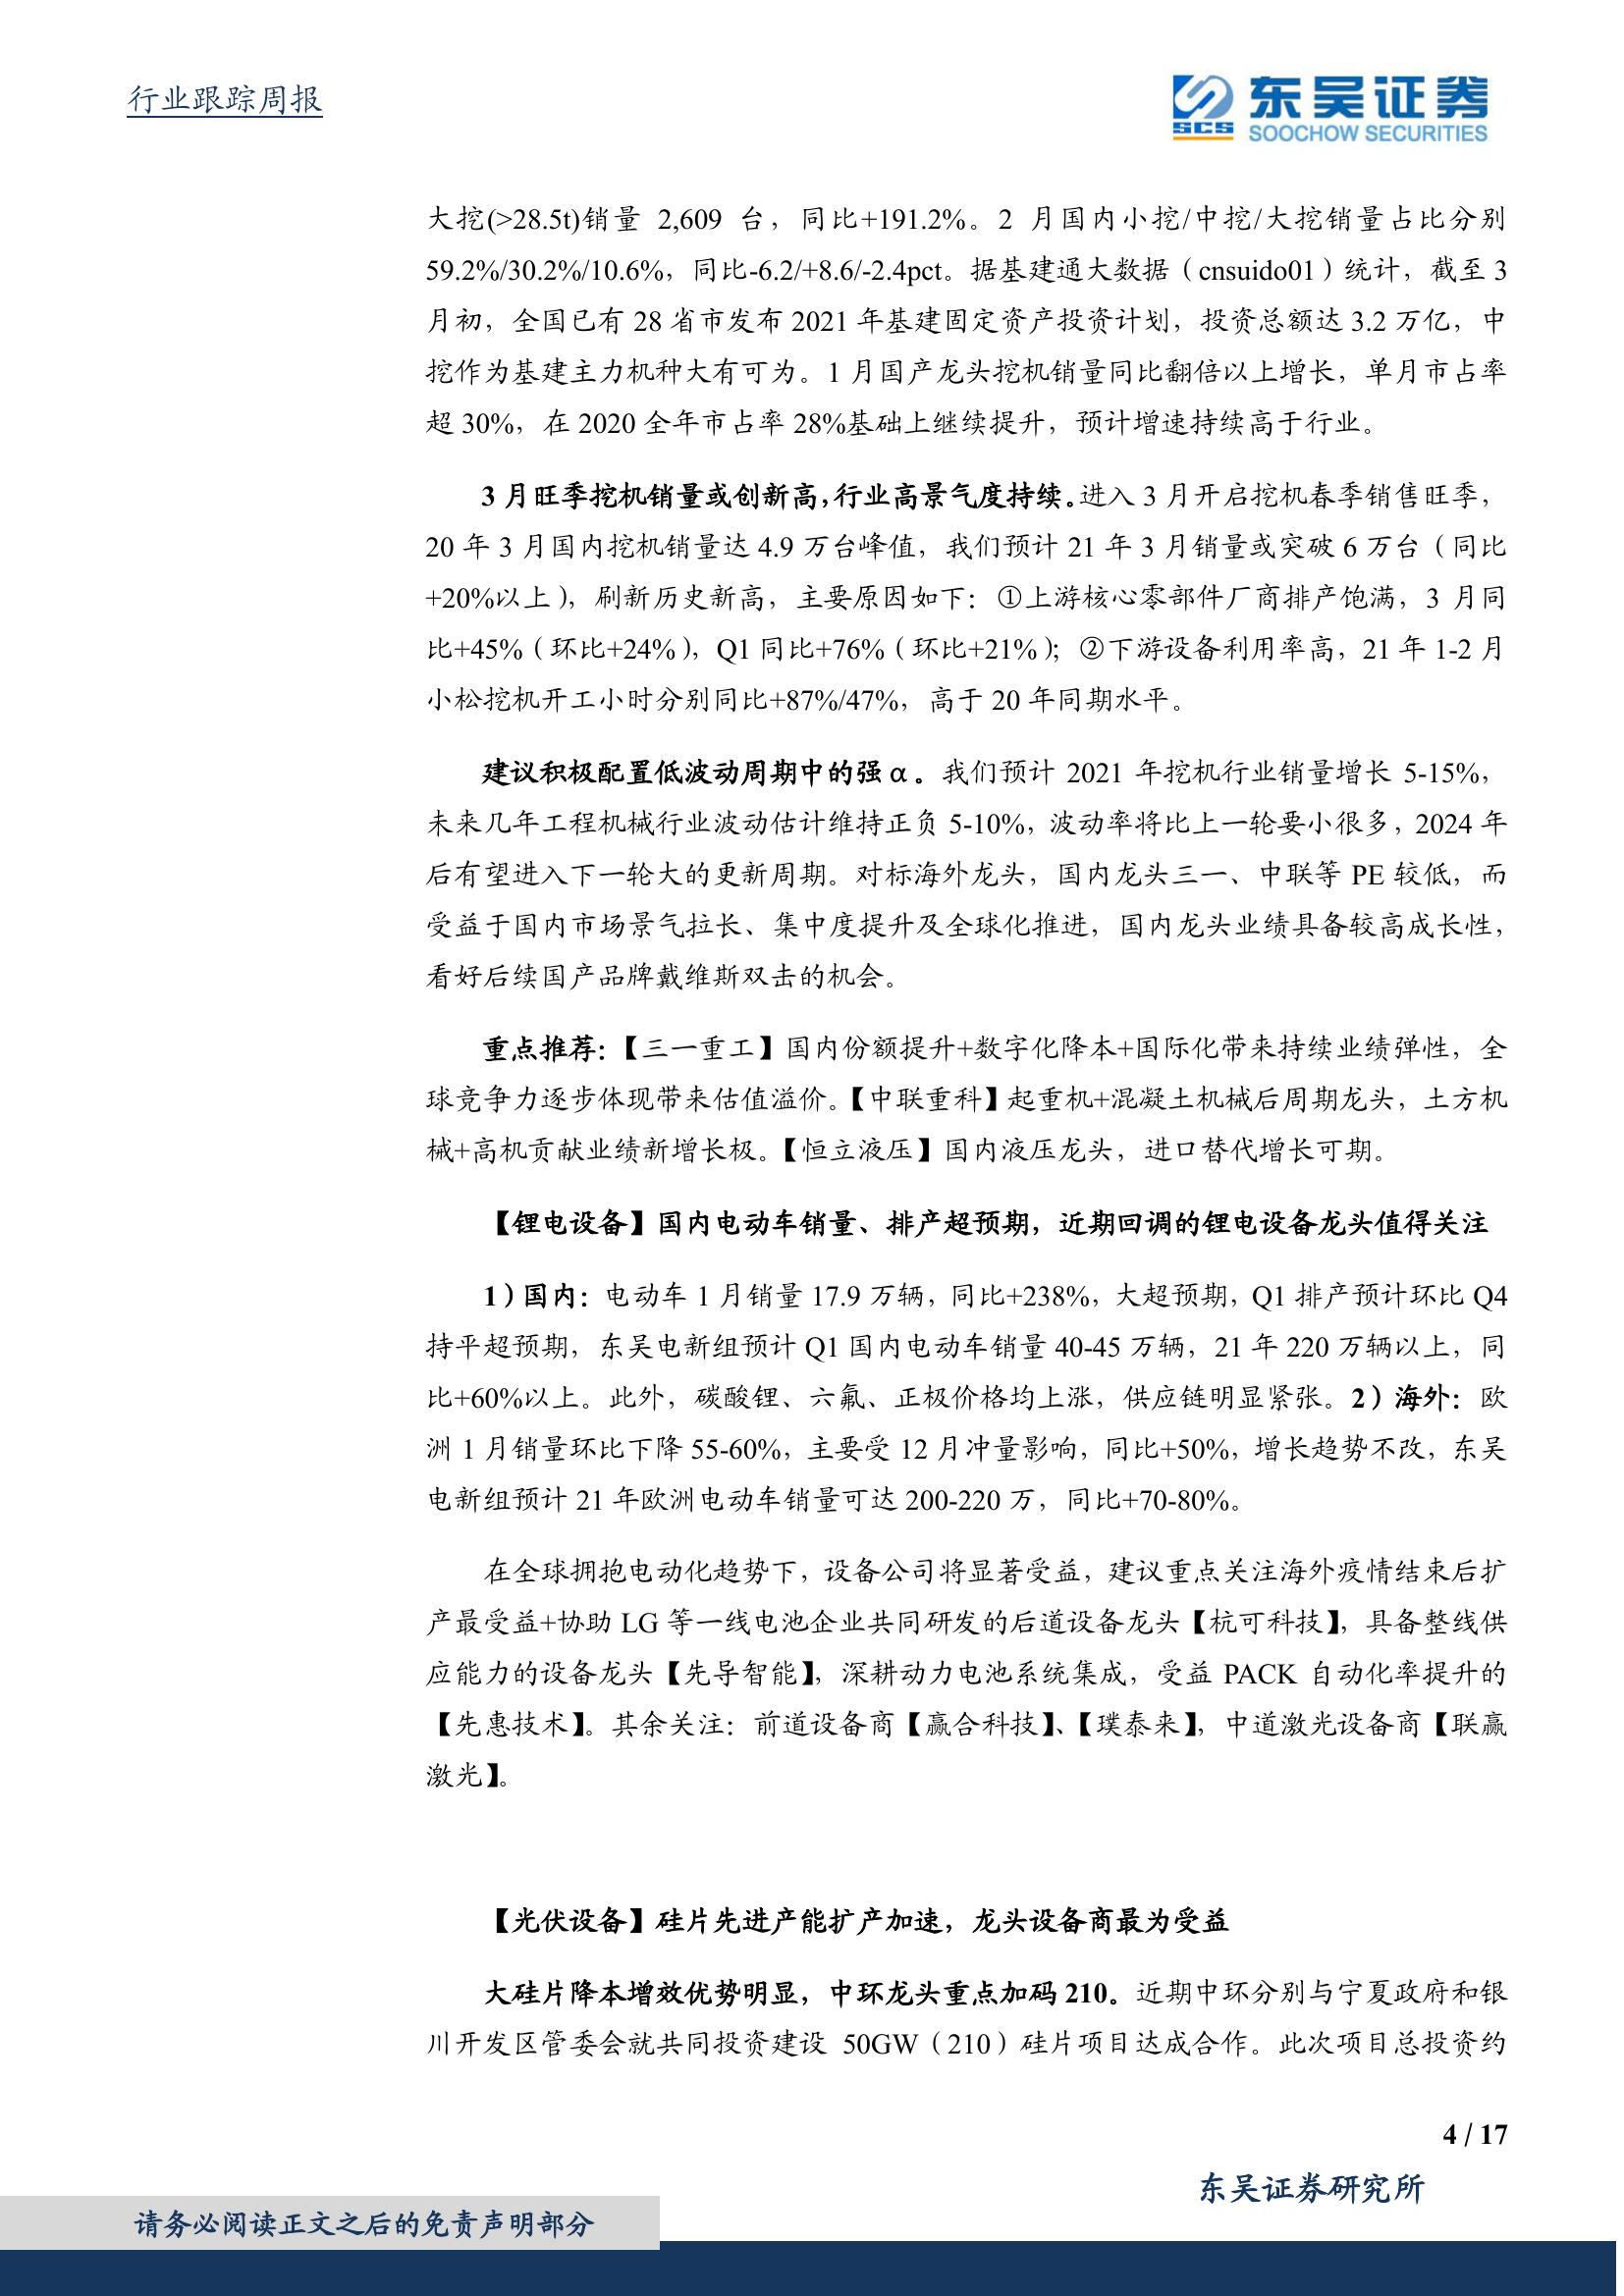 行业跟踪周报
SCS
东吴证券
SOOCHOW SECURITIES
大挖(>28.5t)销量 2,609 台，同比+191.2%。2 月国内小挖/中挖/大挖销量占比分别
59.2%/30.2%/10.6%，同比-6.2/+8.6/-2.4pct。据基建通大数据（cnsuido01）统计，截至 3
月初，全国已有 28 省市发布 2021 年基建固定资产投资计划，投资总额达 3.2 万亿，中
挖作为基建主力机种大有可为。1 月国产龙头挖机销量同比翻倍以上增长，单月市占率
超 30%，在 2020 全年市占率 28%基础上继续提升，预计增速持续高于行业。
3 月旺季挖机销量或创新高，行业高景气度持续。进入 3 月开启挖机春季销售旺季，
20 年 3 月国内挖机销量达 4.9 万台峰值，我们预计 21 年 3 月销量或突破 6 万台（同比
+20%以上），刷新历史新高，主要原因如下：①上游核心零部件厂商排产饱满，3 月同
比+45%（环比+24%），Q1 同比+76%（环比+21%）；②下游设备利用率高，21 年 1-2 月
小松挖机开工小时分别同比+87%/47%，高于 20 年同期水平。
建议积极配置低波动周期中的强 α。我们预计 2021 年挖机行业销量增长 5-15%，
未来几年工程机械行业波动估计维持正负 5-10%，波动率将比上一轮要小很多，2024 年
后有望进入下一轮大的更新周期。对标海外龙头，国内龙头三一、中联等 PE 较低，而
受益于国内市场景气拉长、集中度提升及全球化推进，国内龙头业绩具备较高成长性，
看好后续国产品牌戴维斯双击的机会。
重点推荐：【三一重工】国内份额提升+数字化降本+国际化带来持续业绩弹性，全
球竞争力逐步体现带来估值溢价。【中联重科】起重机+混凝土机械后周期龙头，土方机
械+高机贡献业绩新增长极。【恒立液压】国内液压龙头，进口替代增长可期。
【锂电设备】国内电动车销量、排产超预期，近期回调的锂电设备龙头值得关注
1）国内：电动车 1 月销量 17.9 万辆，同比+238%，大超预期，Q1 排产预计环比 Q4
持平超预期，东吴电新组预计 Q1 国内电动车销量 40-45 万辆，21 年 220 万辆以上，同
比+60%以上。此外，碳酸锂、六氟、正极价格均上涨，供应链明显紧张。2）海外：欧
洲 1 月销量环比下降 55-60%，主要受 12 月冲量影响，同比+50%，增长趋势不改，东吴
电新组预计 21 年欧洲电动车销量可达 200-220 万，同比+70-80%。
在全球拥抱电动化趋势下，设备公司将显著受益，建议重点关注海外疫情结束后扩
产最受益+协助 LG 等一线电池企业共同研发的后道设备龙头【杭可科技】，具备整线供
应能力的设备龙头【先导智能】，深耕动力电池系统集成，受益 PACK 自动化率提升的
【先惠技术】。其余关注：前道设备商【赢合科技】、【璞泰来】，中道激光设备商【联赢
激光】。
【光伏设备】硅片先进产能扩产加速，龙头设备商最为受益
大硅片降本增效优势明显，中环龙头重点加码 210。近期中环分别与宁夏政府和银
川开发区管委会就共同投资建设 50GW（210）硅片项目达成合作。此次项目总投资约
4 / 17
东吴证券研究所
请务必阅读正文之后的免责声明部分